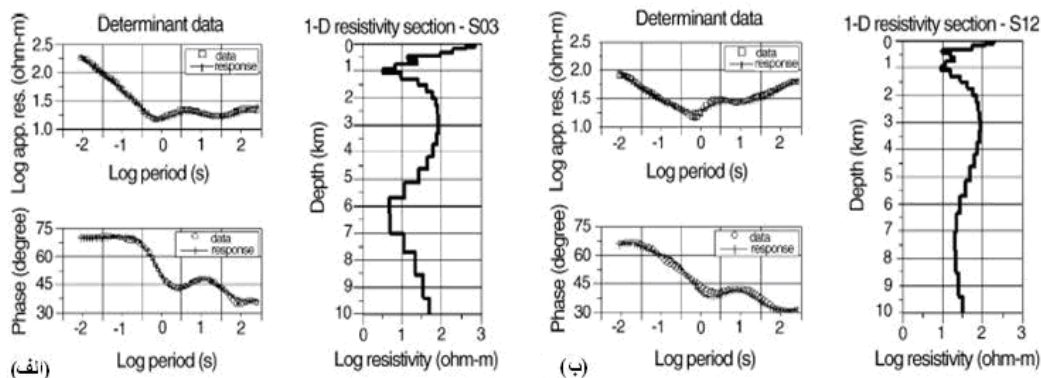 Determinant data
2.5
2.0
1.5
1.0
data
response
Log app. res. (ohm-m)
-2 -1 0 1 2
Log period (s)
75
60
45
30
data
response
Phase (degree)
-2 -1 0 1 2
Log period (s)
(الف)
1-D resistivity section - S03
0
1
2
3
4
5
6
7
8
9
10
Depth (km)
0 1 2 3
Log resistivity (ohm-m)
Determinant data
2.5
2.0
1.5
1.0
data
response
Log app. res. (ohm-m)
-2 -1 0 1 2
Log period (s)
75
60
45
30
data
response
Phase (degree)
-2 -1 0 1 2
Log period (s)
(ب)
1-D resistivity section - S12
0
1
2
3
4
5
6
7
8
9
10
Depth (km)
0 1 2 3
Log resistivity (ohm-m)